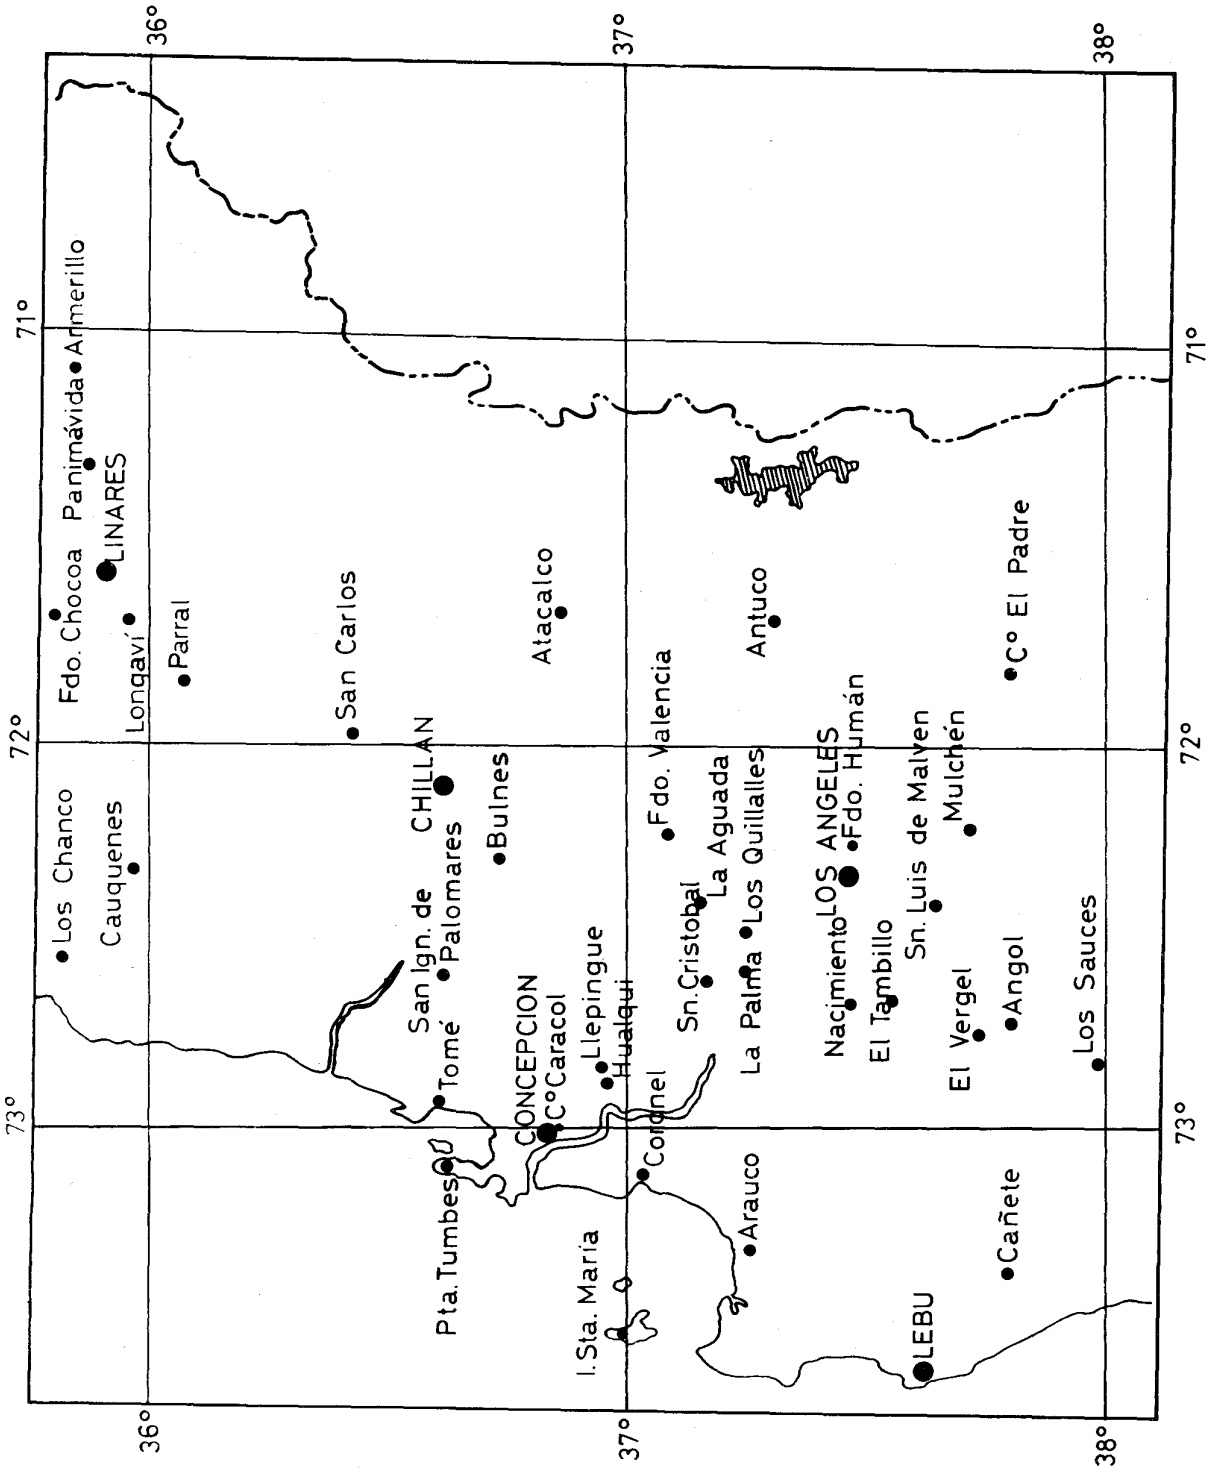 71°
72°
73°
36°
36°
37°
37°
38°
38°
71°
72°
73°
Los Chanco
Cauquenes
Fdo. Chocoa
Panimávida
Armerillo
LINARES
Longaví
Parral
San Carlos
CHILLAN
San Ign. de
Palomares
Bulnes
Atacalco
Tomé
Pta. Tumbes
CONCEPCION
C° Caracol
Llepingue
Hualqui
Coronel
I. Sta. Maria
Arauco
Fdo. Valencia
Sn. Cristobal
La Aguada
La Palma
Los Quillalles
Antuco
Nacimiento
LOS ANGELES
Fdo. Humán
El Tambillo
Sn. Luis de Malven
Mulchén
El Vergel
Angol
C° El Padre
Los Sauces
Cañete
LEBU